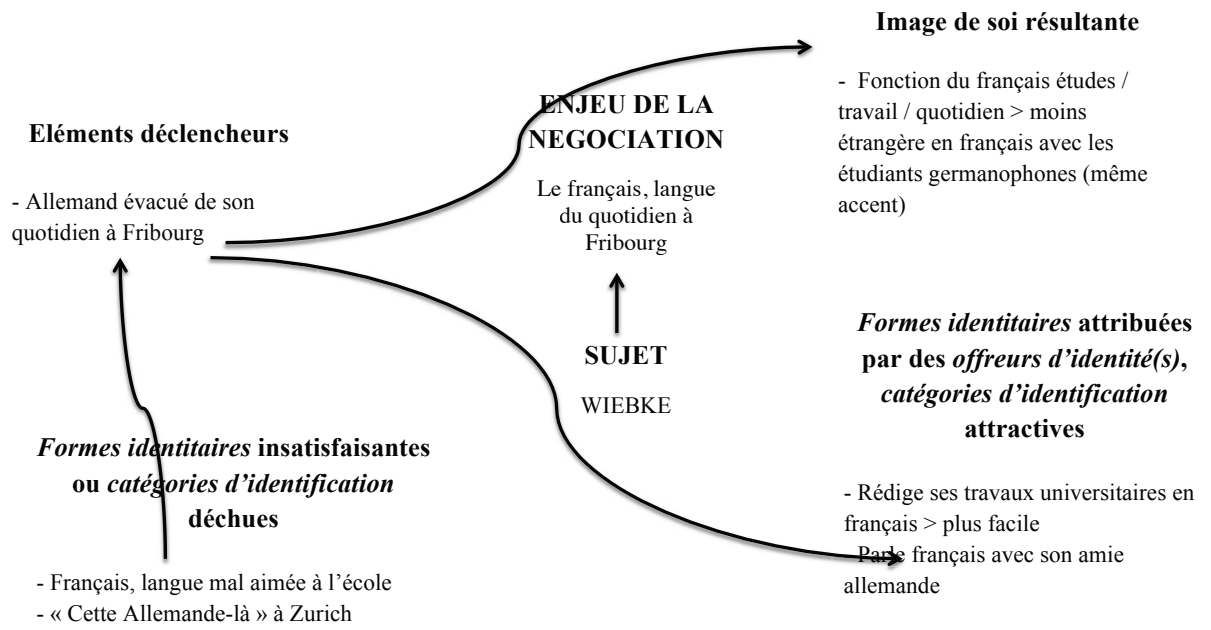 Image de soi résultante
- Fonction du français études /
travail / quotidien > moins
étrangère en français avec les
étudiants germanophones (même
accent)
ENJEU DE LA
NEGOCIATION
Le français, langue
du quotidien à
Fribourg
Eléments déclencheurs
- Allemand évacué de son
quotidien à Fribourg
SUJET
WIEBKE
Formes identitaires attribuées
par des offreurs d’identité(s),
catégories d’identification
attractives
- Rédige ses travaux universitaires en
français > plus facile
- Parle français avec son amie
allemande
Formes identitaires insatisfaisantes
ou catégories d’identification
déchues
- Français, langue mal aimée à l’école
- « Cette Allemande-là » à Zurich